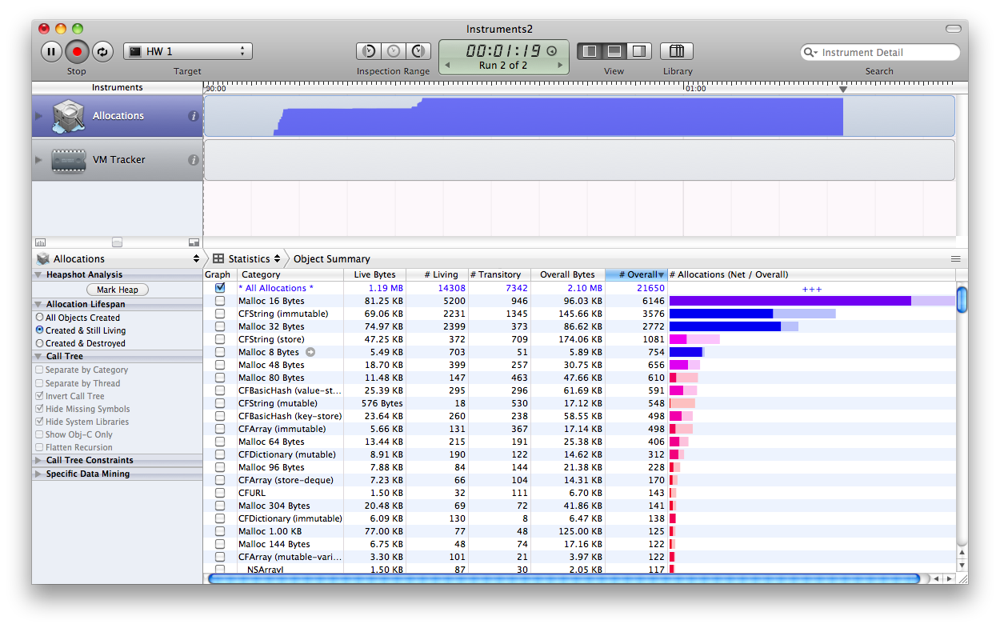 Instruments2
HW 1
00:01:19
Run 2 of 2
Instrument Detail
Stop
Target
Inspection Range
View
Library
Search
Instruments
00:00
01:00
Allocations
VM Tracker
Allocations
Statistics
Object Summary
Heapshot Analysis
Mark Heap
Allocation Lifespan
All Objects Created
Created & Still Living
Created & Destroyed
Call Tree
Separate by Category
Separate by Thread
Invert Call Tree
Hide Missing Symbols
Hide System Libraries
Show Obj-C Only
Flatten Recursion
Call Tree Constraints
Specific Data Mining
Graph Category Live Bytes # Living # Transitory Overall Bytes # Overall # Allocations (Net / Overall)
* All Allocations * 1.19 MB 14308 7342 2.10 MB 21650 +++
Malloc 16 Bytes 81.25 KB 5200 946 96.03 KB 6146
CFString (immutable) 69.06 KB 2231 1345 145.66 KB 3576
Malloc 32 Bytes 74.97 KB 2399 373 86.62 KB 2772
CFString (store) 47.25 KB 372 709 174.06 KB 1081
Malloc 8 Bytes 5.49 KB 703 51 5.89 KB 754
Malloc 48 Bytes 18.70 KB 399 257 30.75 KB 656
Malloc 80 Bytes 11.48 KB 147 463 47.66 KB 610
CFBasicHash (value-st... 25.39 KB 295 296 61.69 KB 591
CFString (mutable) 576 Bytes 18 530 17.12 KB 548
CFBasicHash (key-store) 23.64 KB 260 238 58.55 KB 498
CFArray (immutable) 5.66 KB 131 367 17.14 KB 498
Malloc 64 Bytes 13.44 KB 215 191 25.38 KB 406
CFDictionary (mutable) 8.91 KB 190 122 14.62 KB 312
Malloc 96 Bytes 7.88 KB 84 144 21.38 KB 228
CFArray (store-deque) 7.23 KB 66 104 14.31 KB 170
CFURL 1.50 KB 32 111 6.70 KB 143
Malloc 304 Bytes 20.48 KB 69 72 41.86 KB 141
CFDictionary (immutable) 6.09 KB 130 8 6.47 KB 138
Malloc 1.00 KB 77.00 KB 77 48 125.00 KB 125
Malloc 144 Bytes 6.75 KB 48 74 17.16 KB 122
CFArray (mutable-vari... 3.30 KB 101 21 3.97 KB 122
1.50 KB 87 30 2.05 KB 117